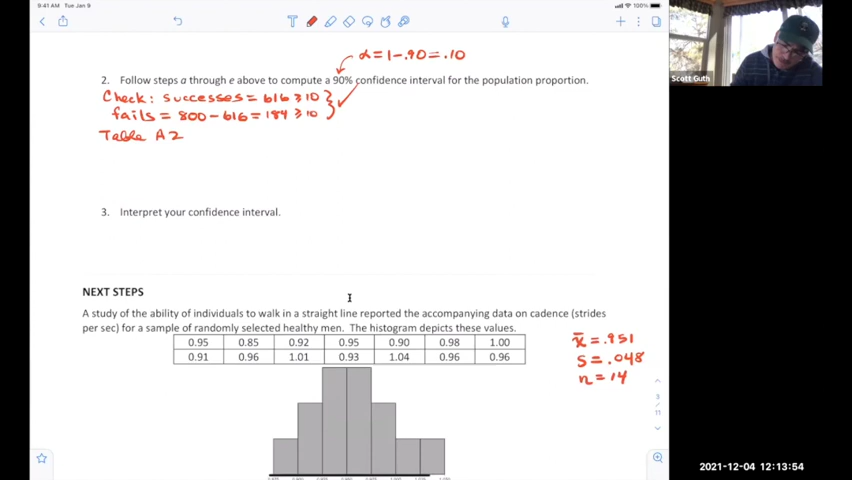 9:41 AM Tue Jan 9
100%
α = 1 - .90 = .10
2. Follow steps a through e above to compute a 90% confidence interval for the population proportion.
Check: successes = 616 ≥ 10
fails = 800 - 616 = 184 ≥ 10
Table A2
3. Interpret your confidence interval.
NEXT STEPS
A study of the ability of individuals to walk in a straight line reported the accompanying data on cadence (strides
per sec) for a sample of randomly selected healthy men. The histogram depicts these values.
0.95 0.85 0.92 0.95 0.90 0.98 1.00
0.91 0.96 1.01 0.93 1.04 0.96 0.96
x̄ = .951
s = .048
n = 14
3
/
11
Scott Guth
2021-12-04 12:13:54